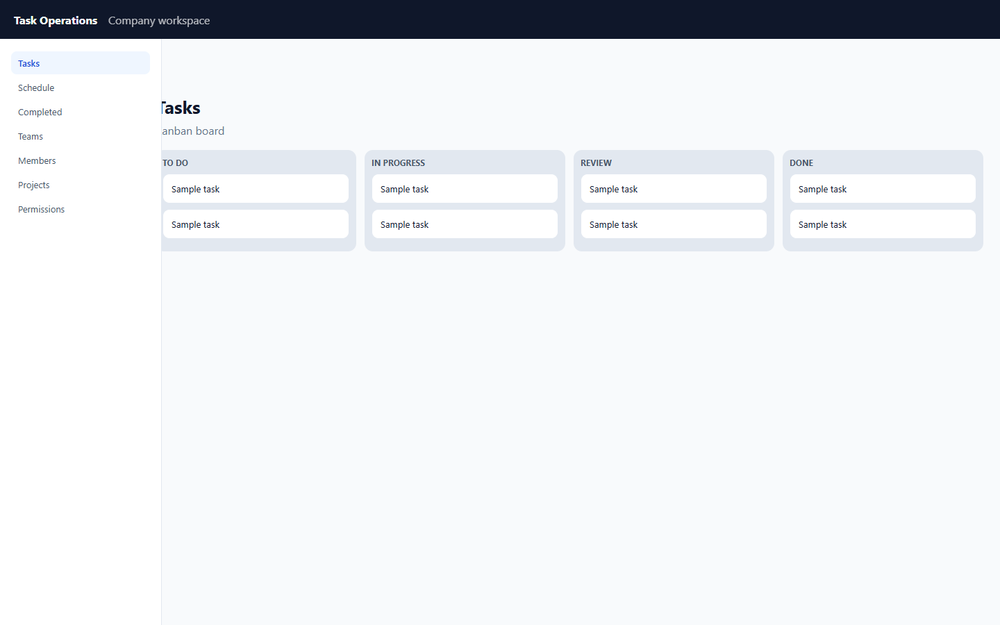 Task Operations Company workspace
Tasks
Schedule
Completed
Teams
Members
Projects
Permissions
Tasks
anban board
TO DO
Sample task
Sample task
IN PROGRESS
Sample task
Sample task
REVIEW
Sample task
Sample task
DONE
Sample task
Sample task